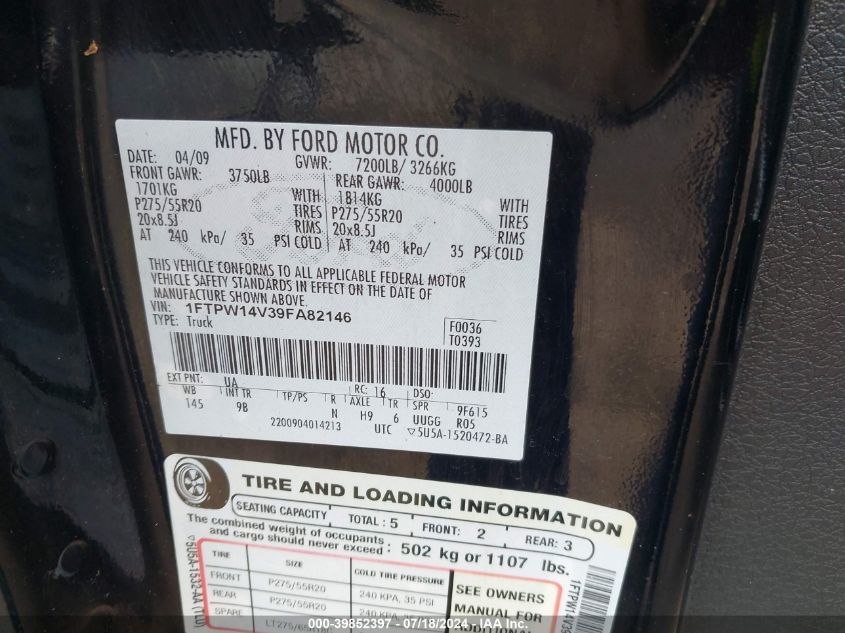 MFD. BY FORD MOTOR CO.
DATE: 04/09 GVWR: 7200LB/ 3266KG
FRONT GAWR: 3750LB REAR GAWR: 4000LB
1701KG WITH 1814KG WITH
P275/55R20 TIRES P275/55R20 TIRES
20x8.5J RIMS 20x8.5J RIMS
AT 240 kPa/ 35 PSI COLD AT 240 kPa/ 35 PSI COLD
THIS VEHICLE CONFORMS TO ALL APPLICABLE FEDERAL MOTOR
VEHICLE SAFETY STANDARDS IN EFFECT ON THE DATE OF
MANUFACTURE SHOWN ABOVE.
VIN: 1FTPW14V39FA82146
TYPE: Truck
F0036
T0393
EXT PNT: UA RC: 16 DSO:
WB INT TR TP/PS R AXLE TR SPR 9F615
145 9B N H9 6 UUGG R05
2200904014213 UTC ▽5U5A-1520472-BA
TIRE AND LOADING INFORMATION
SEATING CAPACITY TOTAL: 5 FRONT: 2 REAR: 3
The combined weight of occupants
and cargo should never exceed: 502 kg or 1107 lbs.
TIRE SIZE COLD TIRE PRESSURE
FRONT P275/55R20 240 KPA, 35 PSI
REAR P275/55R20
SPARE
SEE OWNERS
MANUAL FOR
ADDITIONAL
000-39852397 - 07/18/2024 - IAA Inc.